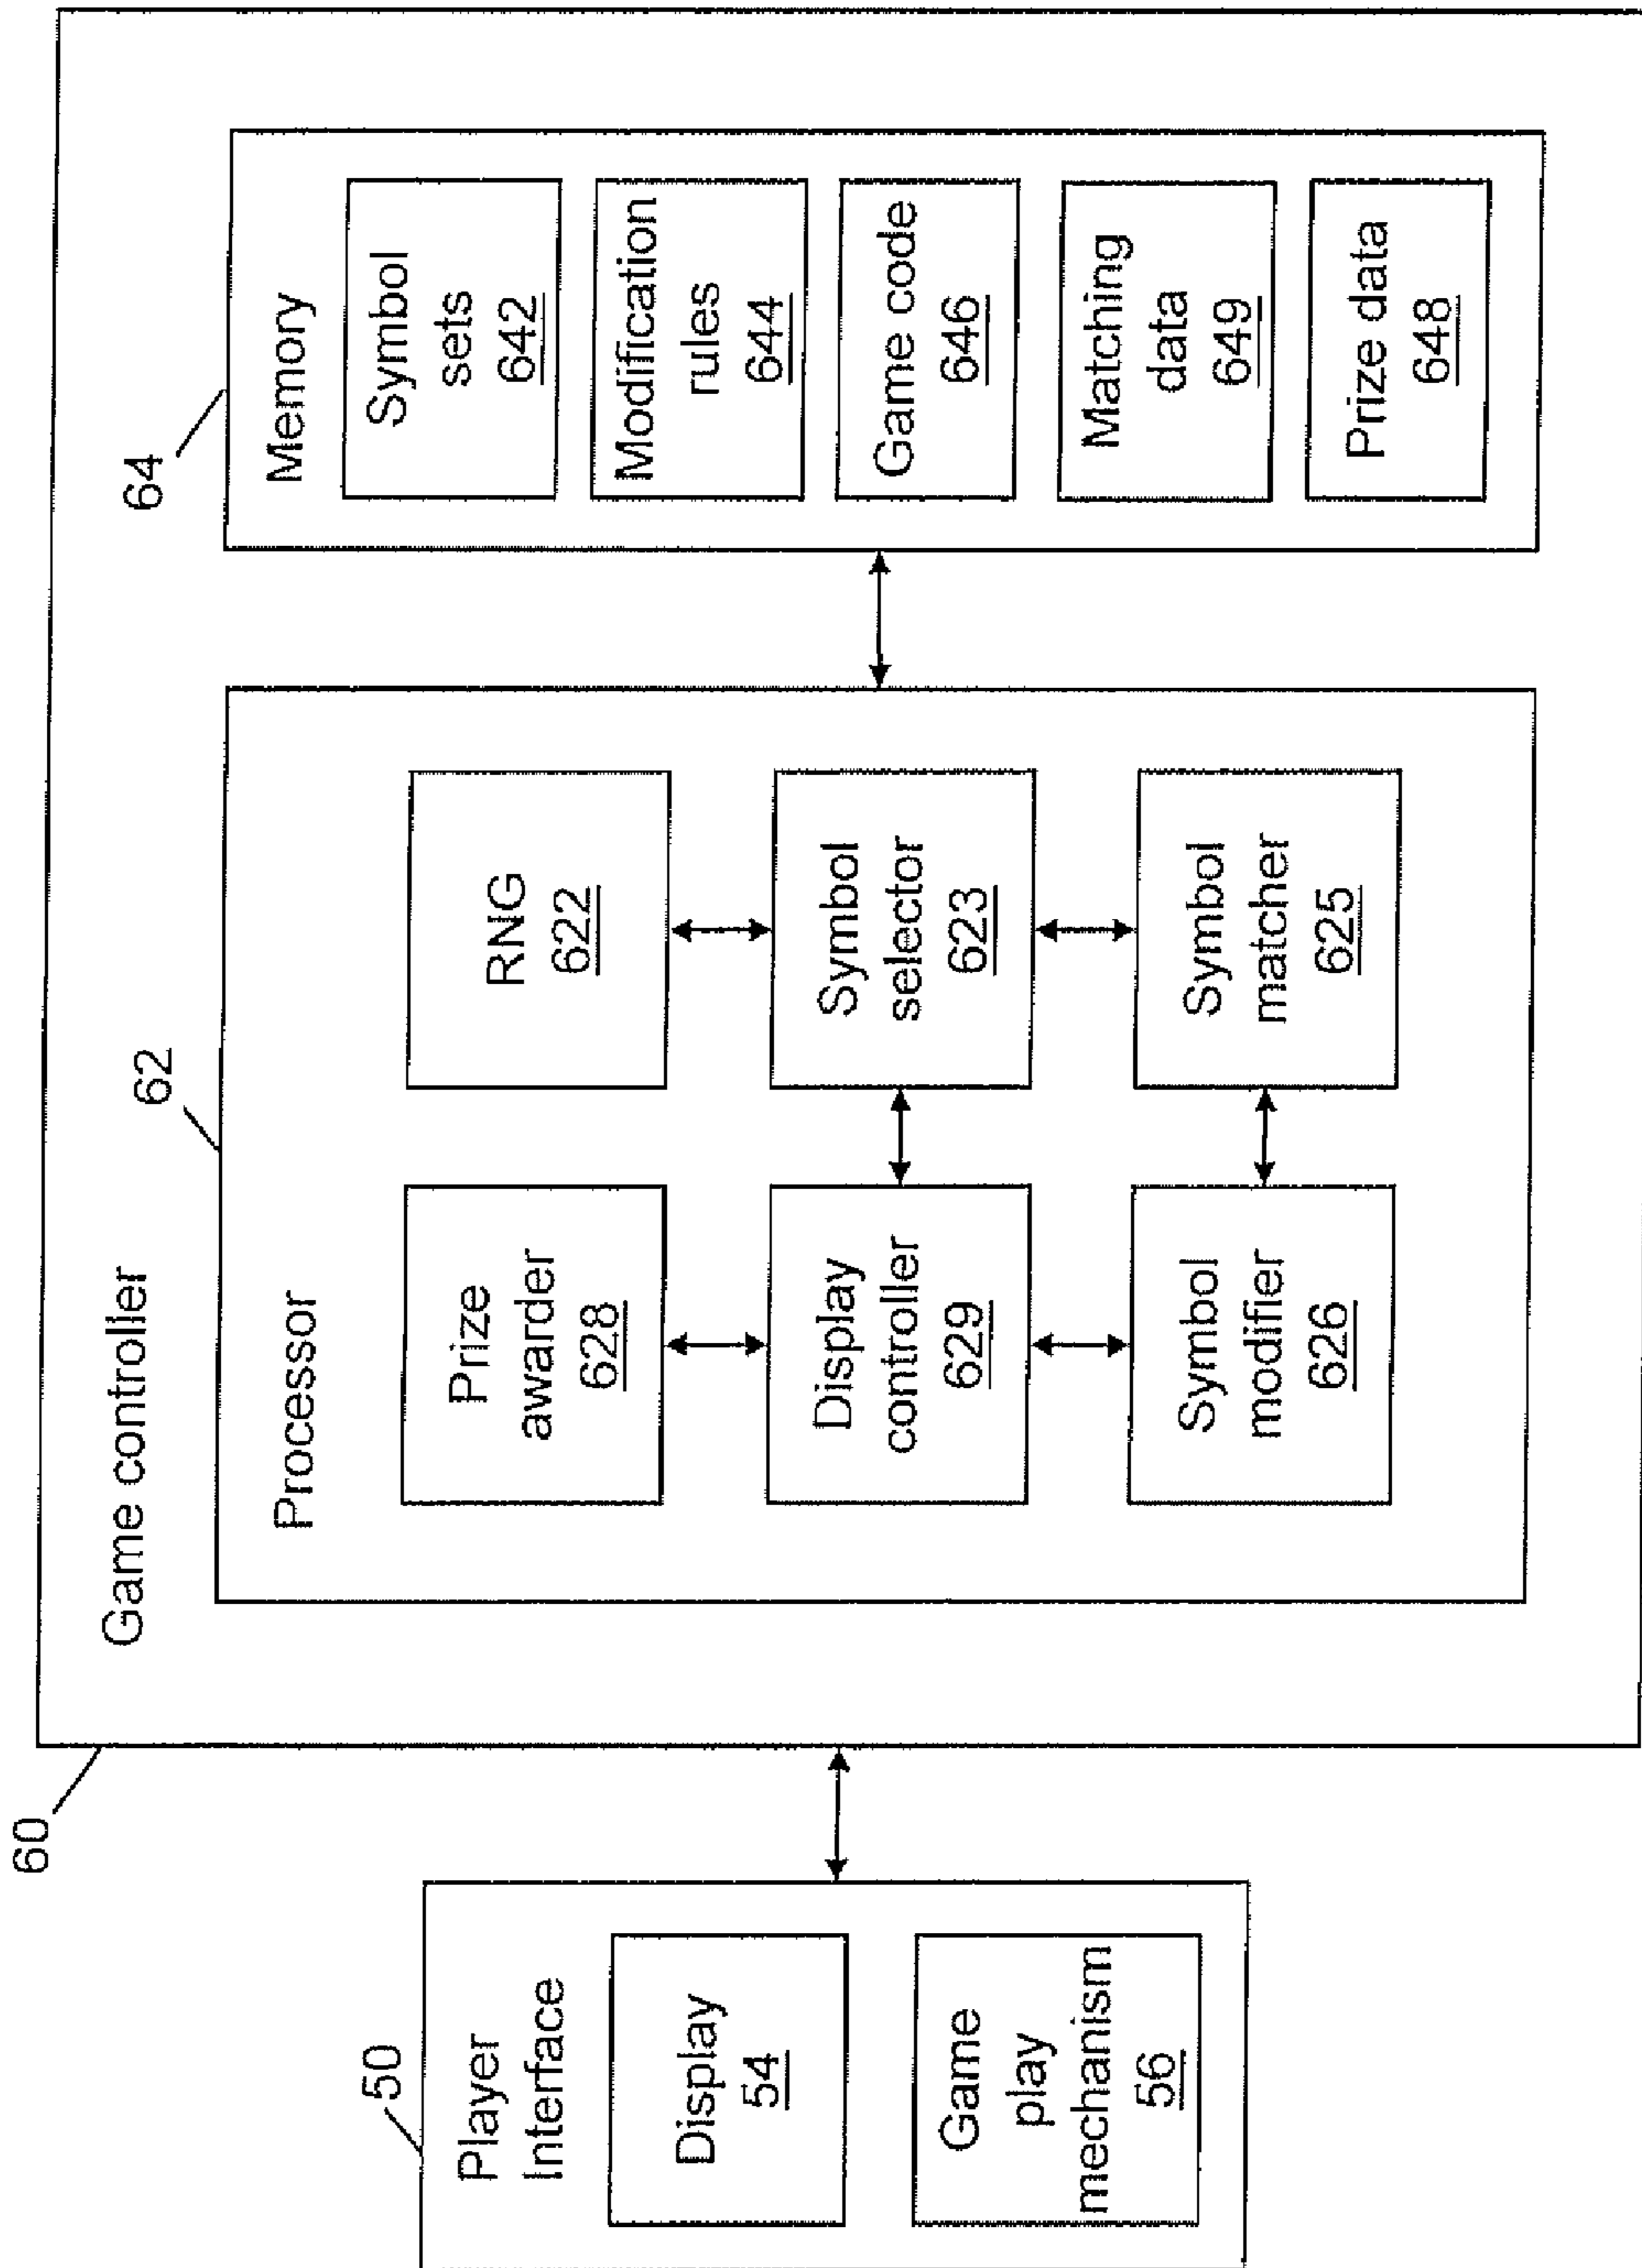 60
Game controller
50
Player
Interface
Display
54
Game
play
mechanism
56
62
Processor
Prize
awarder
628
RNG
622
Display
controller
629
Symbol
selector
623
Symbol
modifier
626
Symbol
matcher
625
64
Memory
Symbol
sets
642
Modification
rules
644
Game code
646
Matching
data
649
Prize data
648